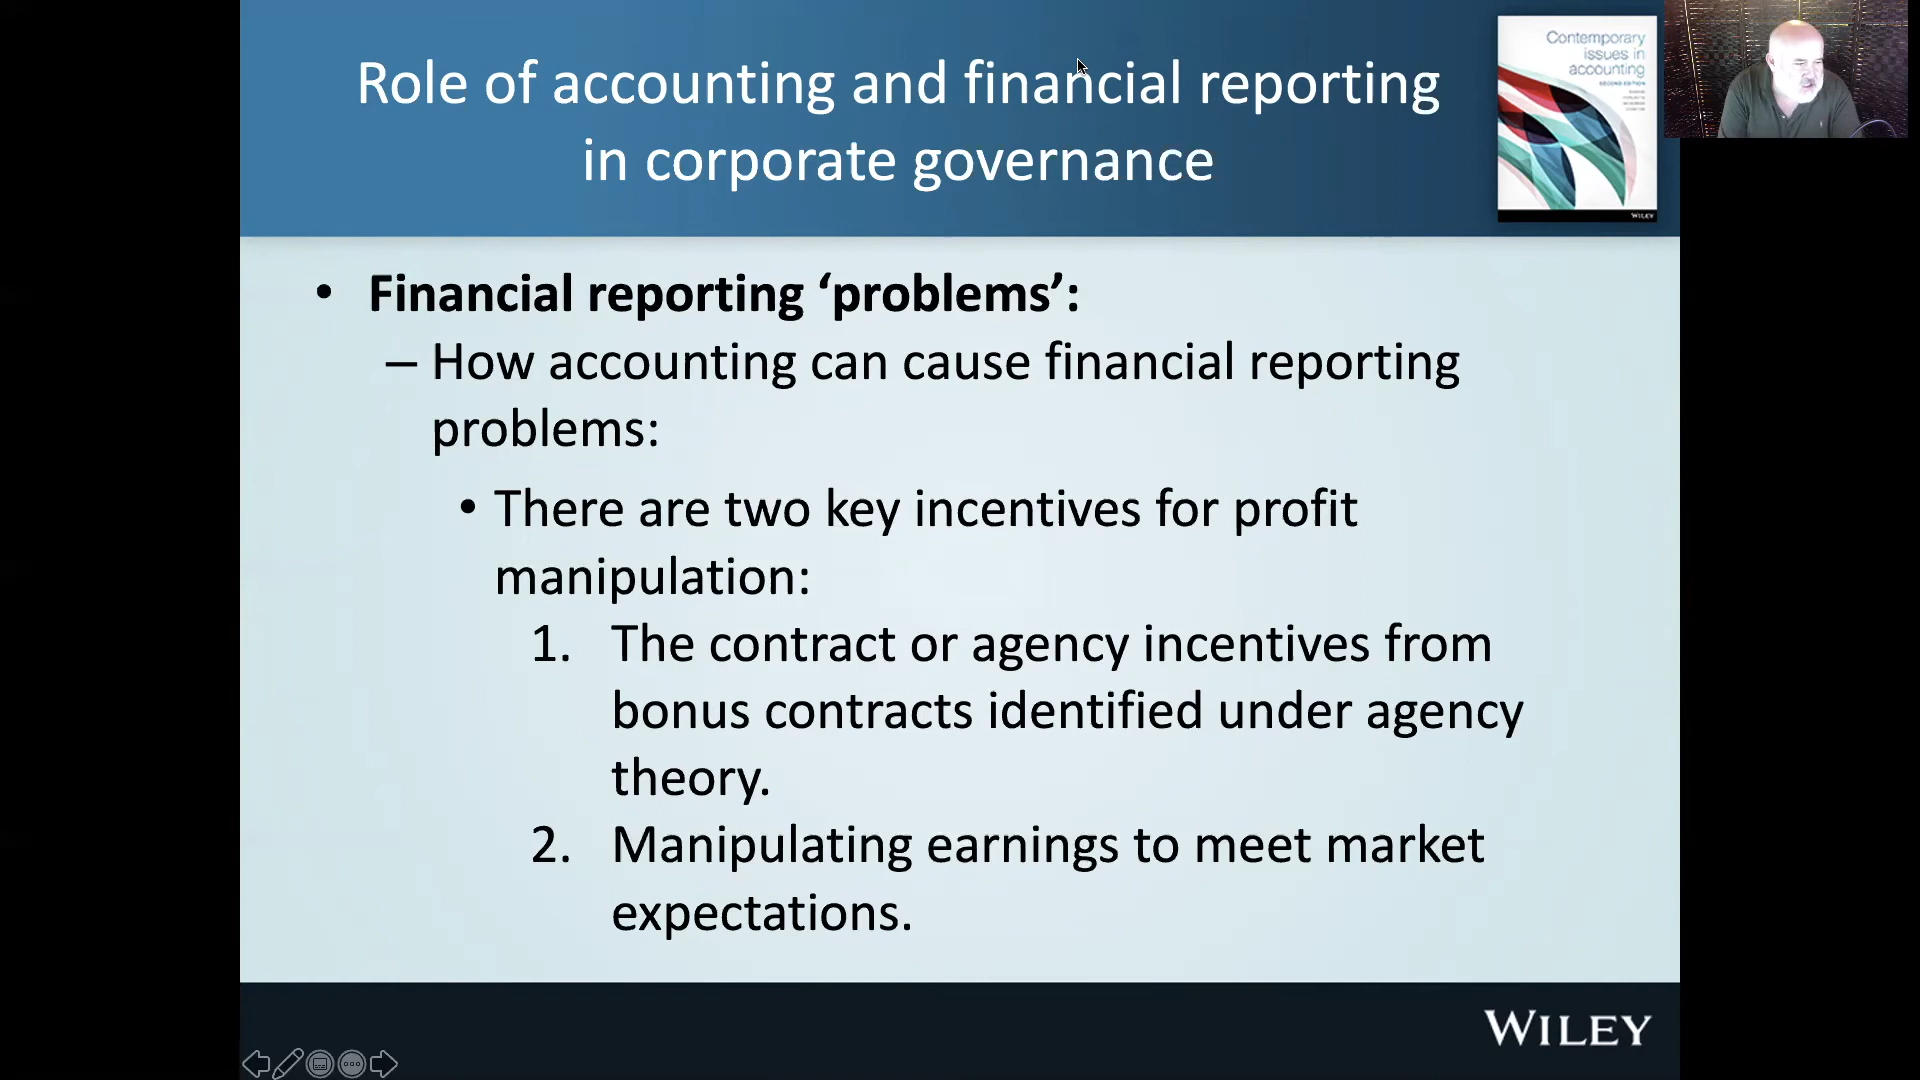 Role of accounting and financial reporting
in corporate governance
Contemporary
issues in
accounting
SECOND EDITION
WILEY
• Financial reporting ‘problems’:
– How accounting can cause financial reporting
problems:
• There are two key incentives for profit
manipulation:
1. The contract or agency incentives from
bonus contracts identified under agency
theory.
2. Manipulating earnings to meet market
expectations.
WILEY